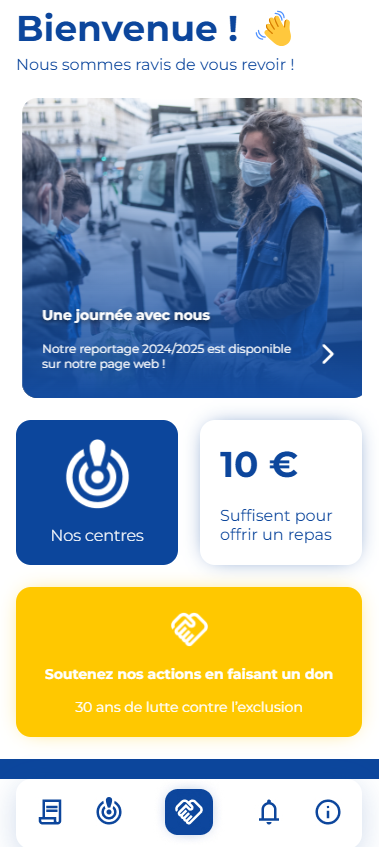 Bienvenue !
Nous sommes ravis de vous revoir !
Une journée avec nous
Notre reportage 2024/2025 est disponible
sur notre page web !
Nos centres
10 €
Suffisent pour
offrir un repas
Soutenez nos actions en faisant un don
30 ans de lutte contre l'exclusion